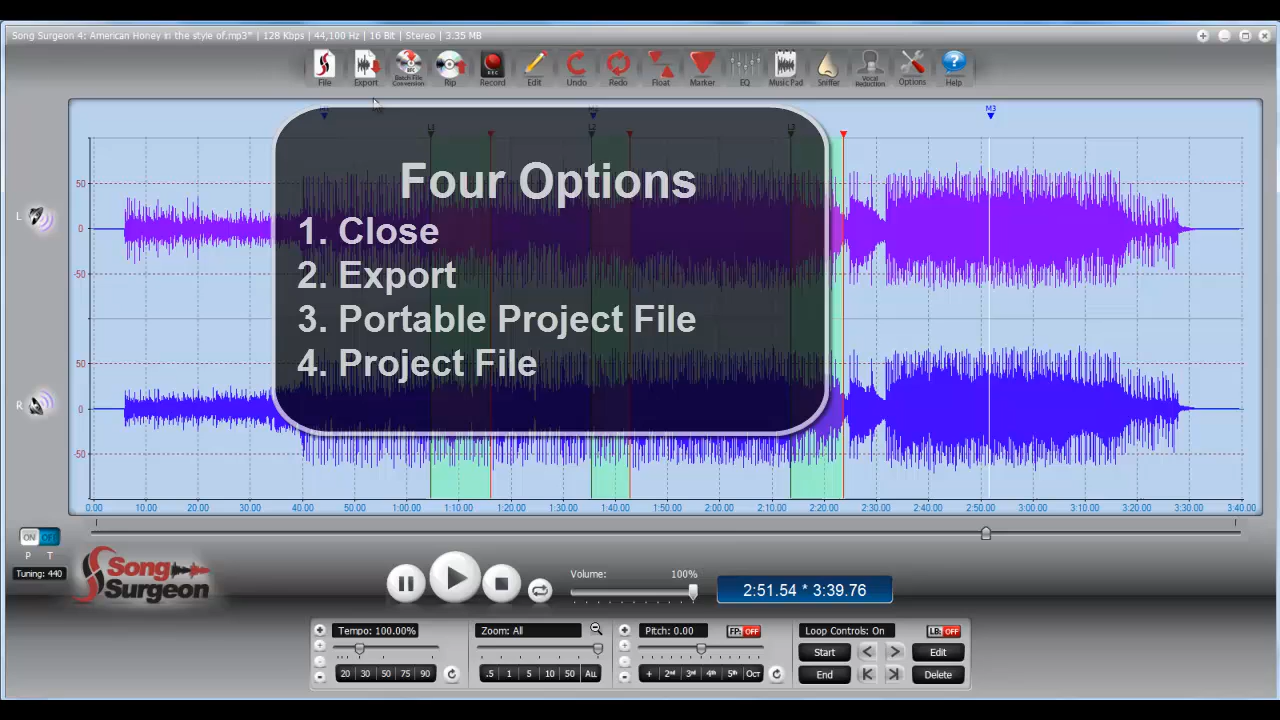 Song Surgeon 4: American Honey in the style of.mp3* | 128 Kbps | 44,100 Hz | 16 Bit | Stereo | 3.35 MB
File Export Batch File Conversion Rip Record Edit Undo Redo Float Marker EQ Music Pad Sniffer Vocal Reduction Options Help
REC
M2 M3
L1 L2
Four Options
1. Close
2. Export
3. Portable Project File
4. Project File
L
50
0
-50
R
50
0
-50
0.00 10.00 20.00 30.00 40.00 50.00 1:00.00 1:10.00 1:20.00 1:30.00 1:40.00 1:50.00 2:00.00 2:10.00 2:20.00 2:30.00 2:40.00 2:50.00 3:00.00 3:10.00 3:20.00 3:30.00 3:40.00
ON
P T
Tuning: 440
Song
Surgeon
Volume: 100%
2:51.54 * 3:39.76
Tempo: 100.00% Zoom: All Pitch: 0.00 FP: OFF Loop Controls: On LB: OFF
Start Edit
20 30 50 75 90 .5 1 5 10 50 ALL + 2nd 3rd 4th 5th Oct End Delete